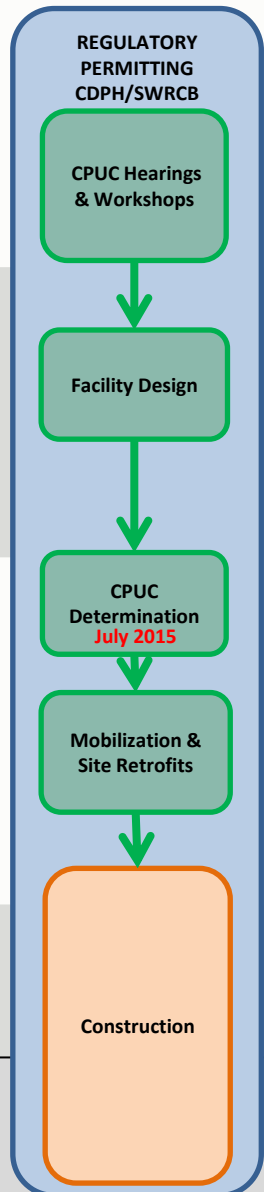 REGULATORY
PERMITTING
CDPH/SWRCB
CPUC Hearings
& Workshops
Facility Design
CPUC
Determination
July 2015
Mobilization &
Site Retrofits
Construction